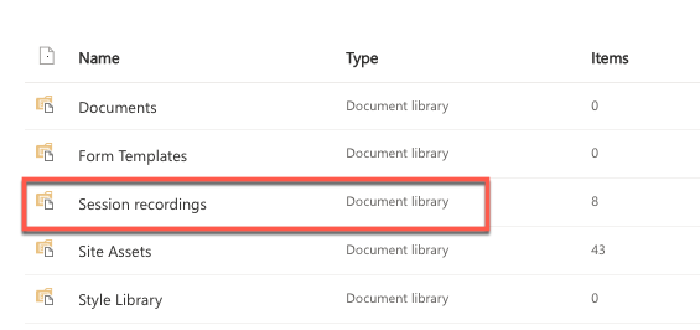 Name Type Items
Documents Document library 0
Form Templates Document library 0
Session recordings Document library 8
Site Assets Document library 43
Style Library Document library 0